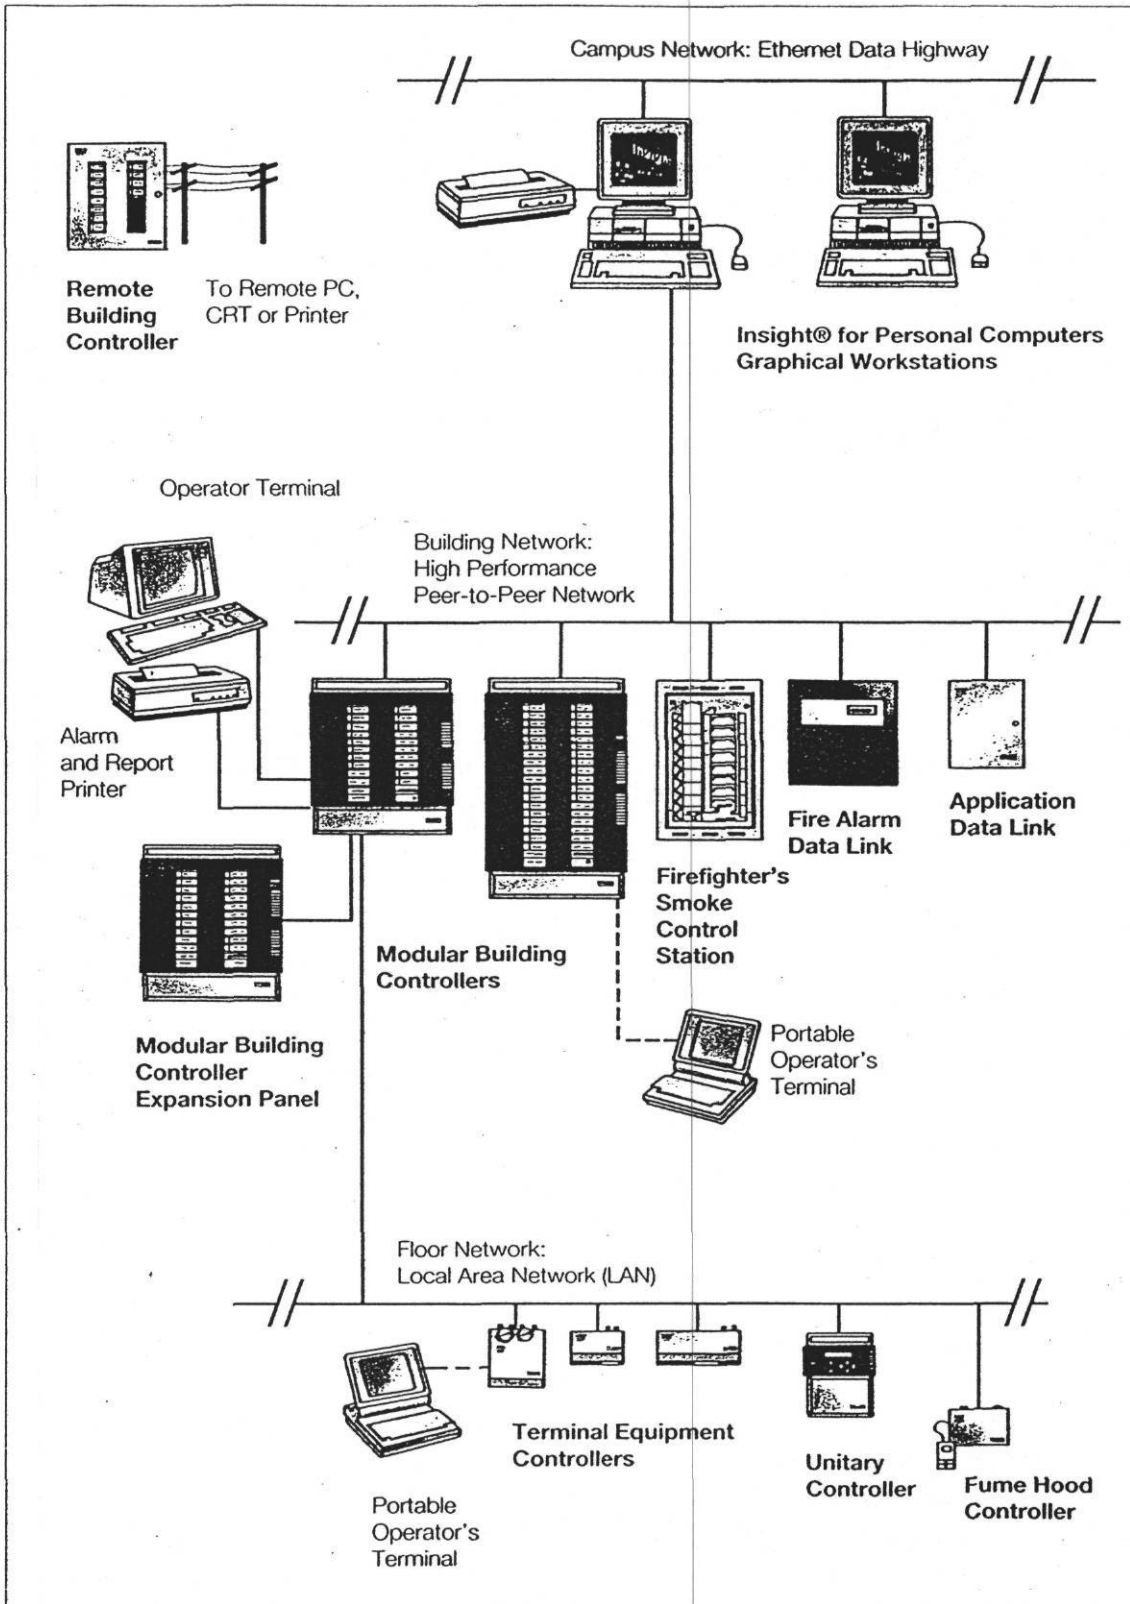 Campus Network: Ethernet Data Highway
Insight
Insight
Remote
Building
Controller
To Remote PC,
CRT or Printer
Insight® for Personal Computers
Graphical Workstations
Operator Terminal
Building Network:
High Performance
Peer-to-Peer Network
Alarm
and Report
Printer
Modular Building
Controllers
Firefighter's
Smoke
Control
Station
Fire Alarm
Data Link
Application
Data Link
Modular Building
Controller
Expansion Panel
Portable
Operator's
Terminal
Floor Network:
Local Area Network (LAN)
Terminal Equipment
Controllers
Portable
Operator's
Terminal
Unitary
Controller
Fume Hood
Controller